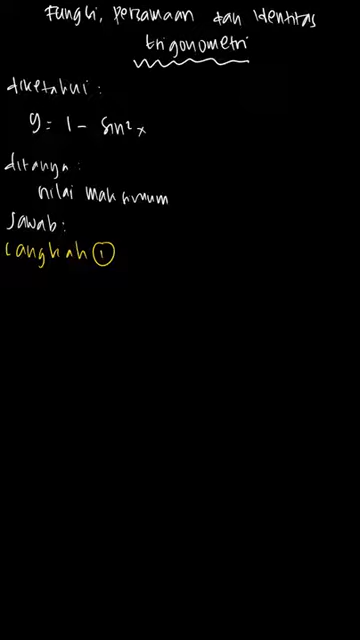 Fungsi, persamaan dan identitas
trigonometri
diketahui :
y = 1 - sin² x
ditanya :
nilai maksimum
Jawab :
Langkah ①